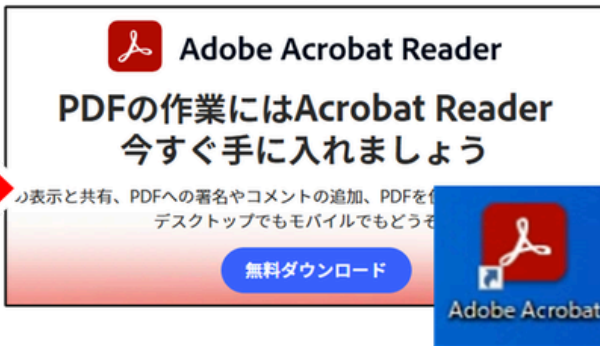 Adobe Acrobat Reader
PDFの作業にはAcrobat Reader
今すぐ手に入れましょう
の表示と共有、PDFへの署名やコメントの追加、PDFを
デスクトップでもモバイルでもどうぞ
無料ダウンロード
Adobe Acrobat